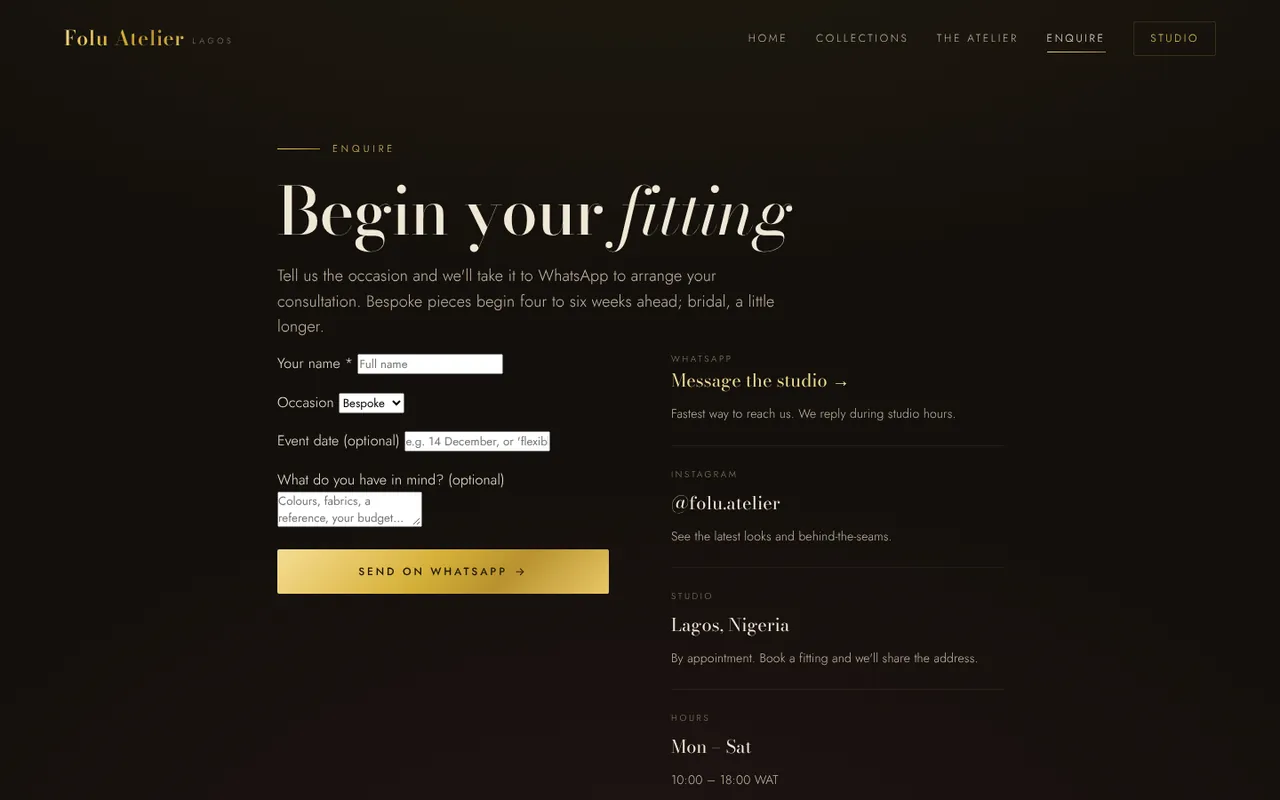 Folu Atelier LAGOS
HOME COLLECTIONS THE ATELIER ENQUIRE STUDIO
ENQUIRE
Begin your fitting
Tell us the occasion and we'll take it to WhatsApp to arrange your
consultation. Bespoke pieces begin four to six weeks ahead; bridal, a little
longer.
Your name * Full name
Occasion Bespoke
Event date (optional) e.g. 14 December, or 'flexib
What do you have in mind? (optional)
Colours, fabrics, a
reference, your budget...
SEND ON WHATSAPP →
WHATSAPP
Message the studio →
Fastest way to reach us. We reply during studio hours.
INSTAGRAM
@folu.atelier
See the latest looks and behind-the-seams.
STUDIO
Lagos, Nigeria
By appointment. Book a fitting and we'll share the address.
HOURS
Mon – Sat
10:00 – 18:00 WAT